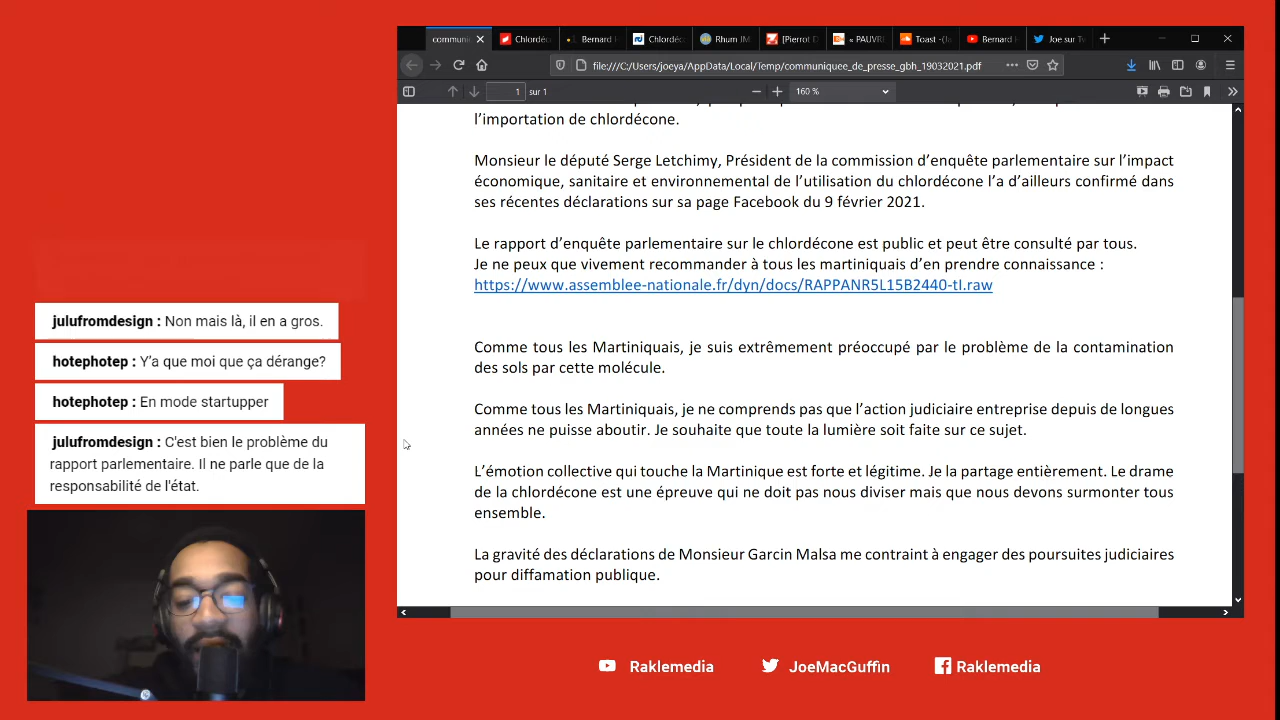 communi
Chlordéc
Bernard H
Chlordéc
Rhum JM
[Pierrot D
« PAUVRE
Toast -(Ja
Bernard H
Joe sur Tw
file:///C:/Users/joeya/AppData/Local/Temp/communiquee_de_presse_gbh_19032021.pdf
1 sur 1
160 %
l’importation de chlordécone.
Monsieur le député Serge Letchimy, Président de la commission d’enquête parlementaire sur l’impact
économique, sanitaire et environnemental de l’utilisation du chlordécone l’a d’ailleurs confirmé dans
ses récentes déclarations sur sa page Facebook du 9 février 2021.
Le rapport d’enquête parlementaire sur le chlordécone est public et peut être consulté par tous.
Je ne peux que vivement recommander à tous les martiniquais d’en prendre connaissance :
https://www.assemblee-nationale.fr/dyn/docs/RAPPANR5L15B2440-tI.raw
Comme tous les Martiniquais, je suis extrêmement préoccupé par le problème de la contamination
des sols par cette molécule.
Comme tous les Martiniquais, je ne comprends pas que l’action judiciaire entreprise depuis de longues
années ne puisse aboutir. Je souhaite que toute la lumière soit faite sur ce sujet.
L’émotion collective qui touche la Martinique est forte et légitime. Je la partage entièrement. Le drame
de la chlordécone est une épreuve qui ne doit pas nous diviser mais que nous devons surmonter tous
ensemble.
La gravité des déclarations de Monsieur Garcin Malsa me contraint à engager des poursuites judiciaires
pour diffamation publique.
julufromdesign : Non mais là, il en a gros.
hotephotep : Y'a que moi que ça dérange?
hotephotep : En mode startupper
julufromdesign : C'est bien le problème du
rapport parlementaire. Il ne parle que de la
responsabilité de l'état.
Raklemedia
JoeMacGuffin
Raklemedia